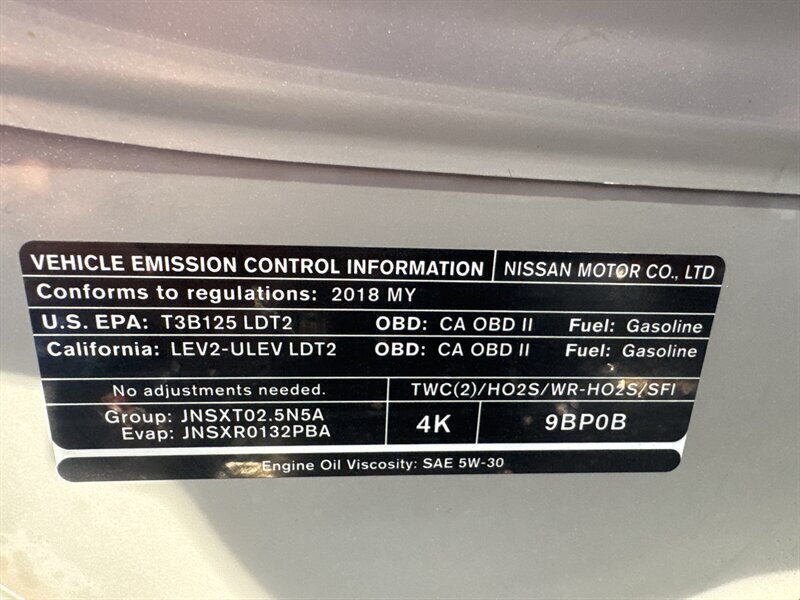 VEHICLE EMISSION CONTROL INFORMATION NISSAN MOTOR CO., LTD
Conforms to regulations: 2018 MY
U.S. EPA: T3B125 LDT2 OBD: CA OBD II Fuel: Gasoline
California: LEV2-ULEV LDT2 OBD: CA OBD II Fuel: Gasoline
No adjustments needed. TWC(2)/HO2S/WR-HO2S/SFI
Group: JNSXT02.5N5A
Evap: JNSXR0132PBA
4K 9BP0B
Engine Oil Viscosity: SAE 5W-30